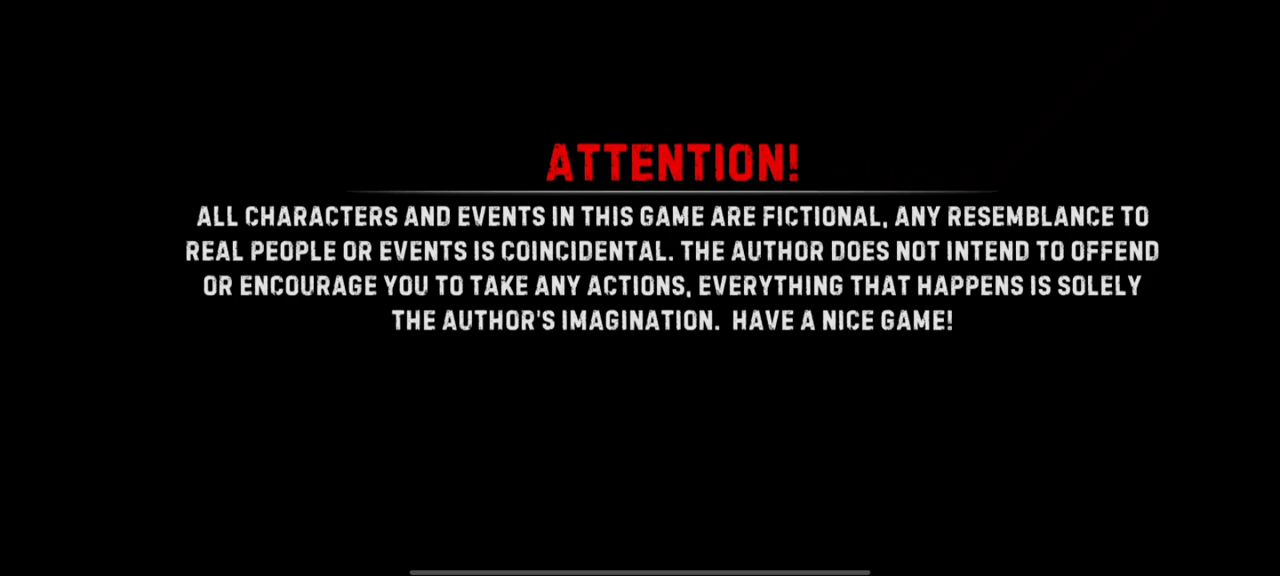 ATTENTION!
ALL CHARACTERS AND EVENTS IN THIS GAME ARE FICTIONAL, ANY RESEMBLANCE TO
REAL PEOPLE OR EVENTS IS COINCIDENTAL. THE AUTHOR DOES NOT INTEND TO OFFEND
OR ENCOURAGE YOU TO TAKE ANY ACTIONS, EVERYTHING THAT HAPPENS IS SOLELY
THE AUTHOR'S IMAGINATION.  HAVE A NICE GAME!